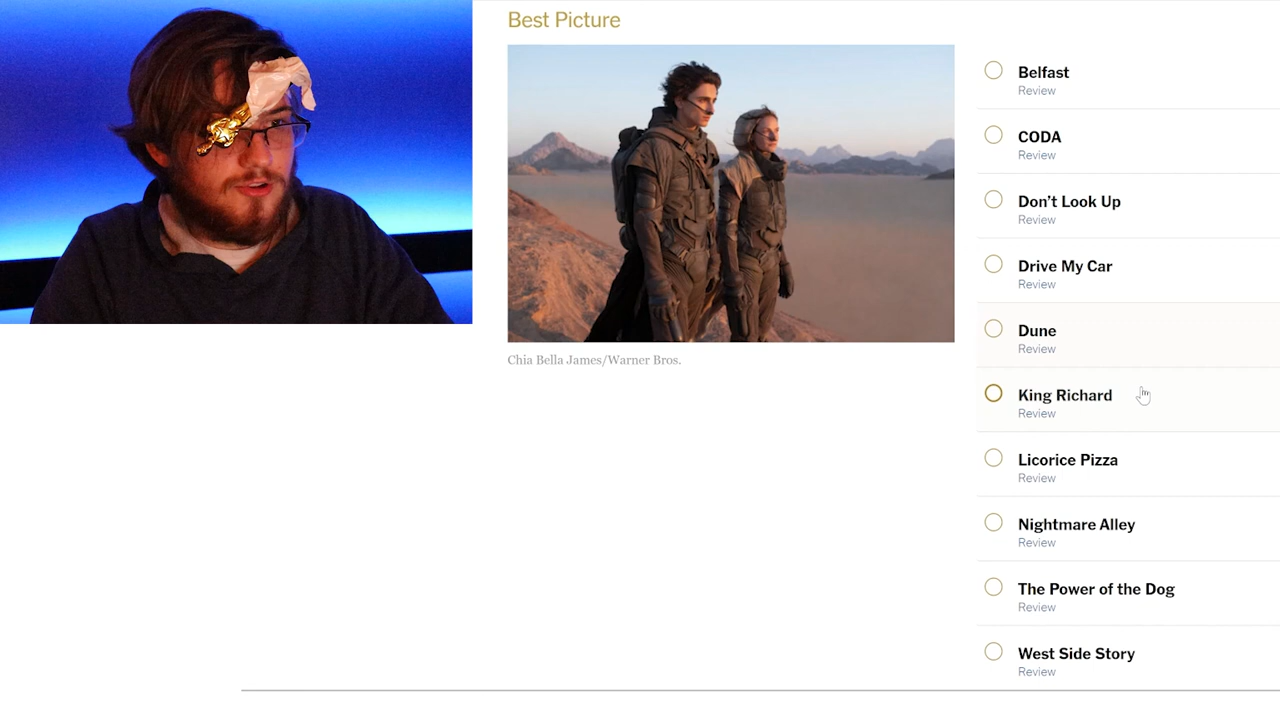 Best Picture
Chia Bella James/Warner Bros.
Belfast
Review
CODA
Review
Don’t Look Up
Review
Drive My Car
Review
Dune
Review
King Richard
Review
Licorice Pizza
Review
Nightmare Alley
Review
The Power of the Dog
Review
West Side Story
Review